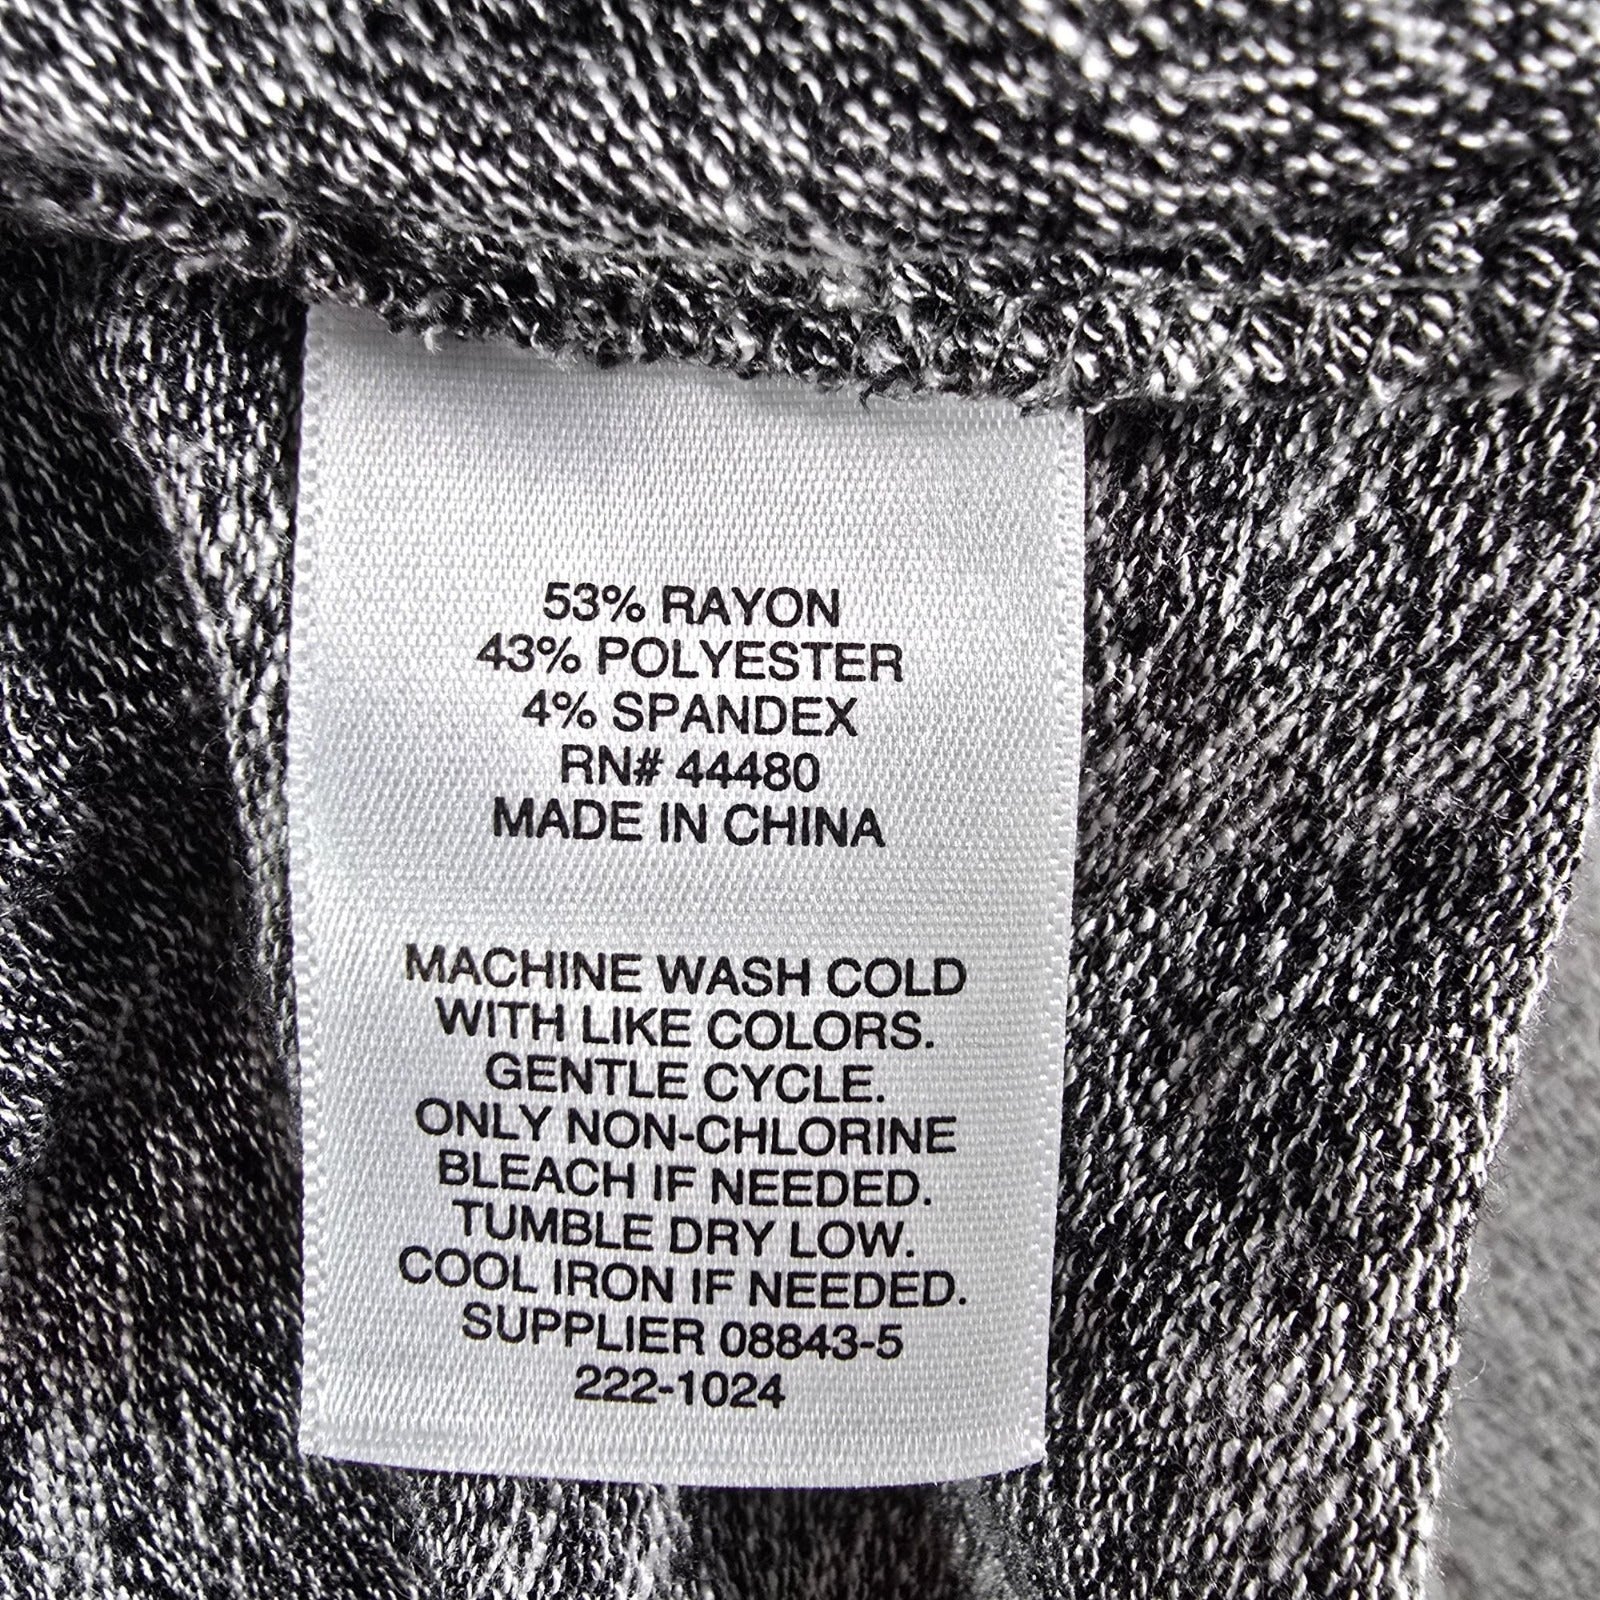 53% RAYON
43% POLYESTER
4% SPANDEX
RN# 44480
MADE IN CHINA
MACHINE WASH COLD
WITH LIKE COLORS.
GENTLE CYCLE.
ONLY NON-CHLORINE
BLEACH IF NEEDED.
TUMBLE DRY LOW.
COOL IRON IF NEEDED.
SUPPLIER 08843-5
222-1024